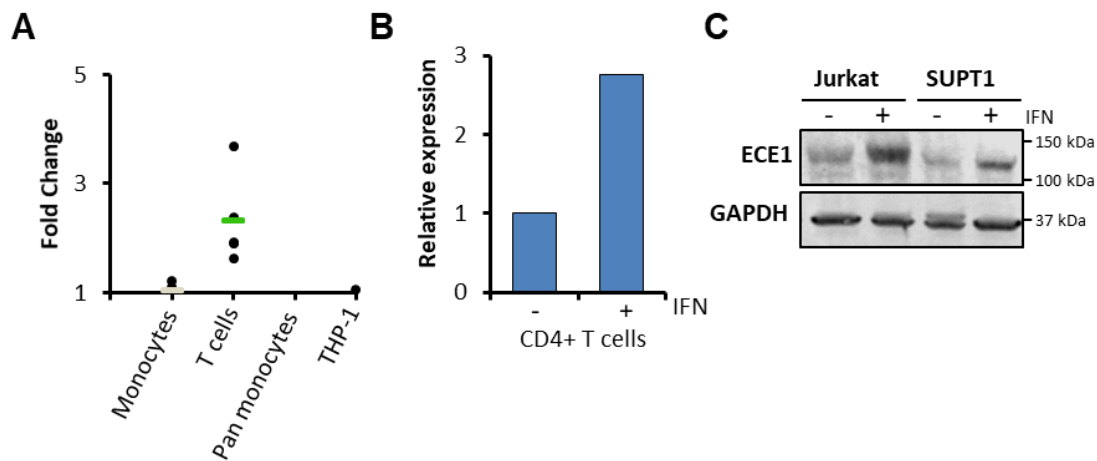 A
Fold Change
5
3
1
Monocytes
T cells
Pan monocytes
THP-1
B
Relative expression
3
2
1
0
- + IFN
CD4+ T cells
C
Jurkat SUPT1
- + - + IFN
ECE1
150 kDa
100 kDa
GAPDH
37 kDa